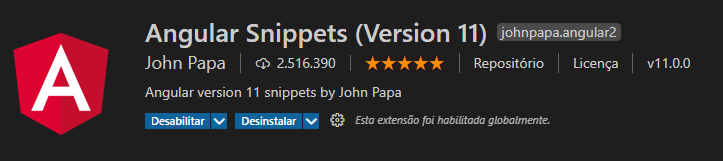 A
Angular Snippets (Version 11) johnpapa.angular2
John Papa 2.516.390 Repositório Licença v11.0.0
Angular version 11 snippets by John Papa
Desabilitar Desinstalar Esta extensão foi habilitada globalmente.